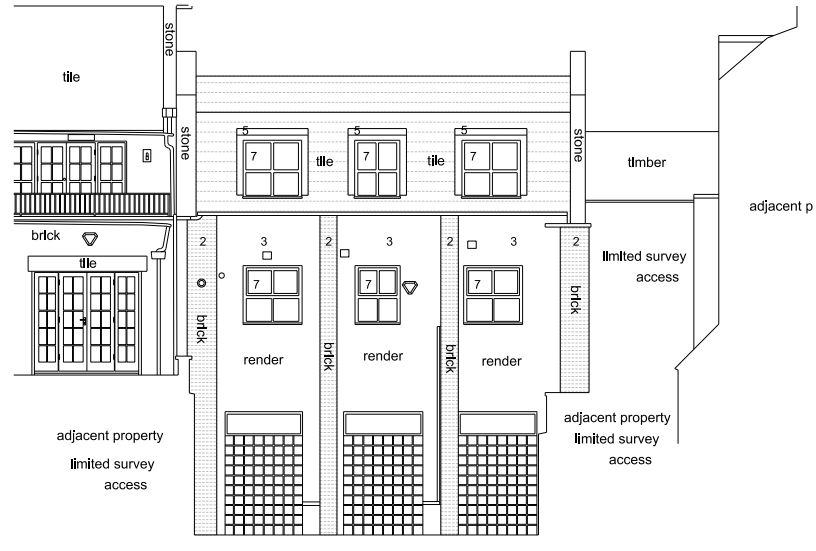 stone
tile
5
5
5
stone
stone
7
7
7
tile
tile
timber
adjacent p
brick
2
3
2
3
2
3
2
tile
limited survey
access
7
7
7
brick
brick
brick
brick
render
render
render
adjacent property
limited survey
access
adjacent property
limited survey
access